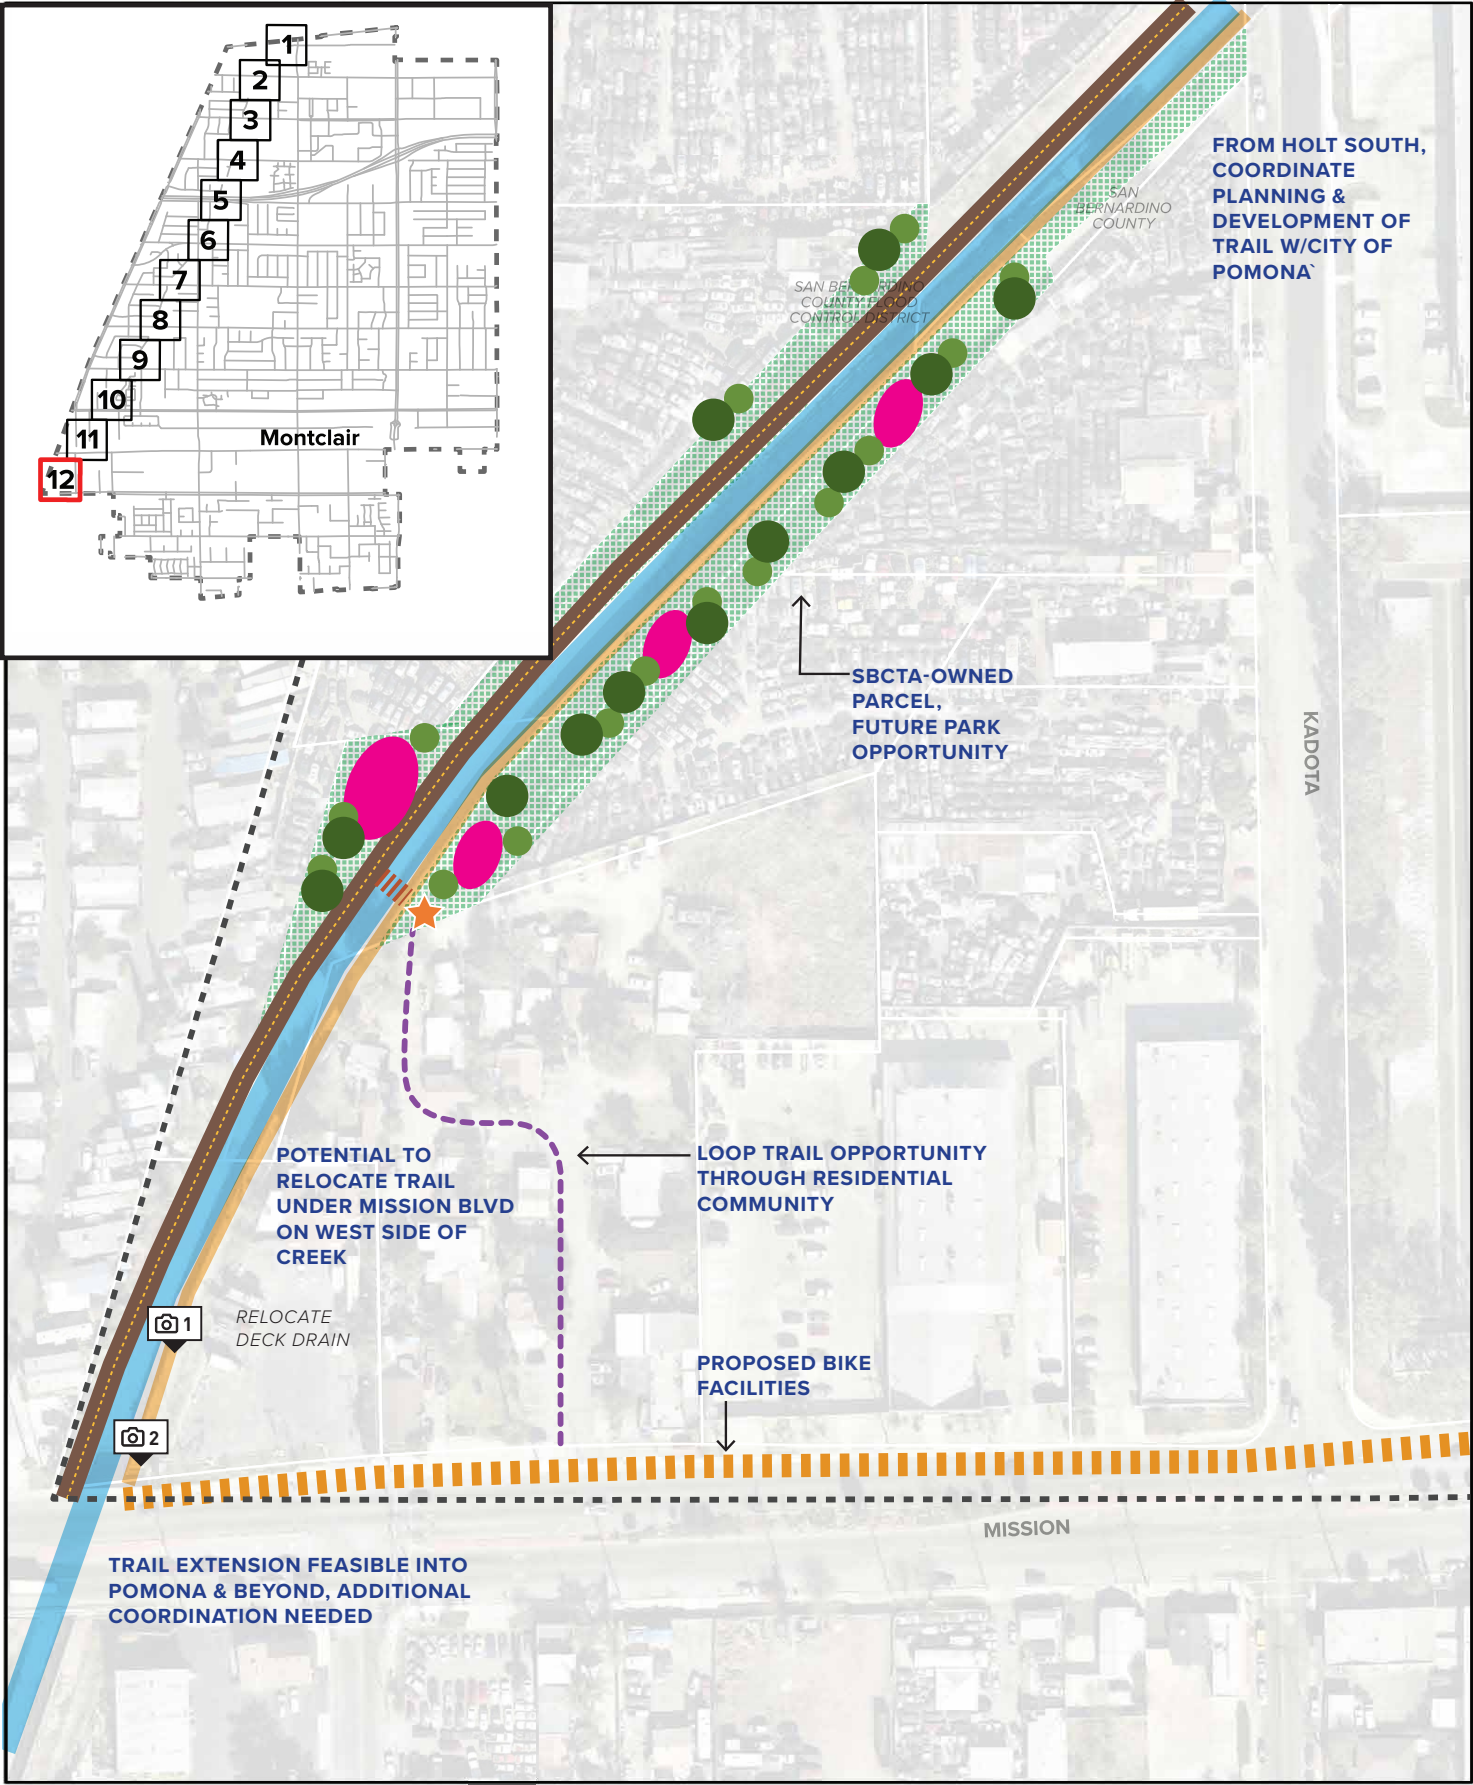 1
2
3
4
5
6
7
8
9
10
11
12
Montclair
FROM HOLT SOUTH,
COORDINATE
PLANNING &
DEVELOPMENT OF
TRAIL W/CITY OF
POMONA`
SAN
BERNARDINO
COUNTY
SAN BERNARDINO
COUNTY FLOOD
CONTROL DISTRICT
SBCTA-OWNED
PARCEL,
FUTURE PARK
OPPORTUNITY
KADOTA
POTENTIAL TO
RELOCATE TRAIL
UNDER MISSION BLVD
ON WEST SIDE OF
CREEK
LOOP TRAIL OPPORTUNITY
THROUGH RESIDENTIAL
COMMUNITY
1
RELOCATE
DECK DRAIN
PROPOSED BIKE
FACILITIES
2
MISSION
TRAIL EXTENSION FEASIBLE INTO
POMONA & BEYOND, ADDITIONAL
COORDINATION NEEDED